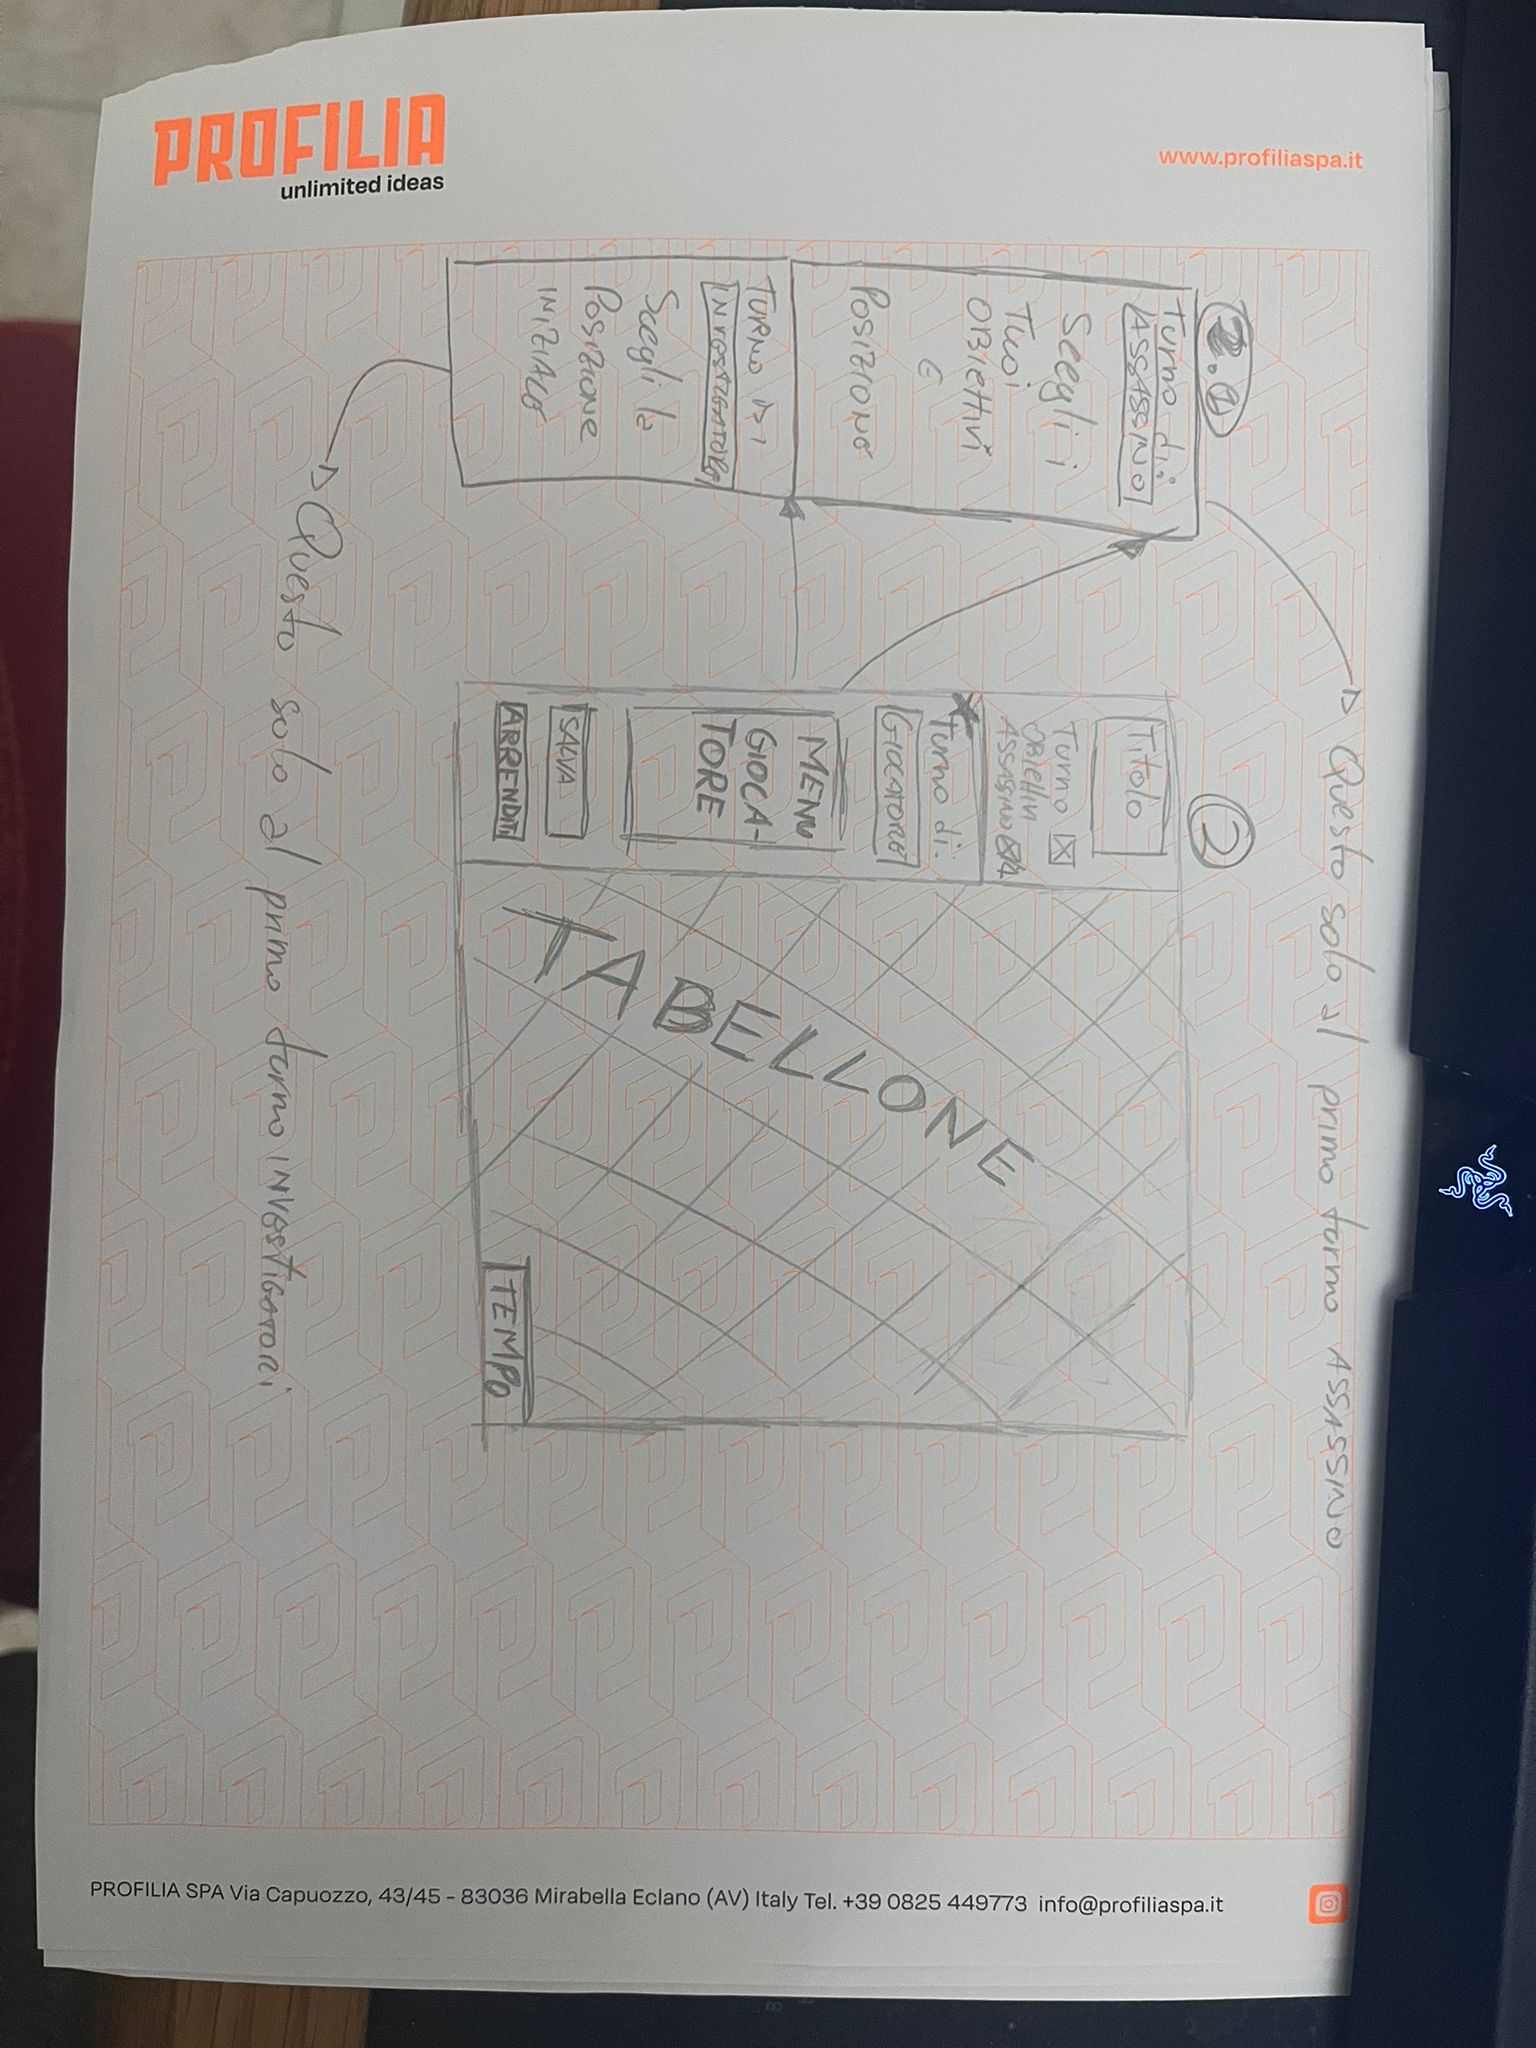 PROFILIA
unlimited ideas
www.profiliaspa.it
Questo solo al primo turno ASSASSINO
2.1
Turno di:
ASSASSINO
Scegli i
Tuoi
OBIETTIVI
E
POSIZIONE
TURNO DI
INVESTIGATORE
Scegli la
POSIZIONE
INIZIALE
2
Titolo
Turno
OBIETTIVI
ASSASSINO
Turno di:
GIOCATORE
MENU
GIOCA-
TORE
SALVA
ARRENDITI
TABELLONE
TEMPO
Questo solo al primo turno INVESTIGATORI
PROFILIA SPA Via Capuozzo, 43/45 - 83036 Mirabella Eclano (AV) Italy Tel. +39 0825 449773 info@profiliaspa.it